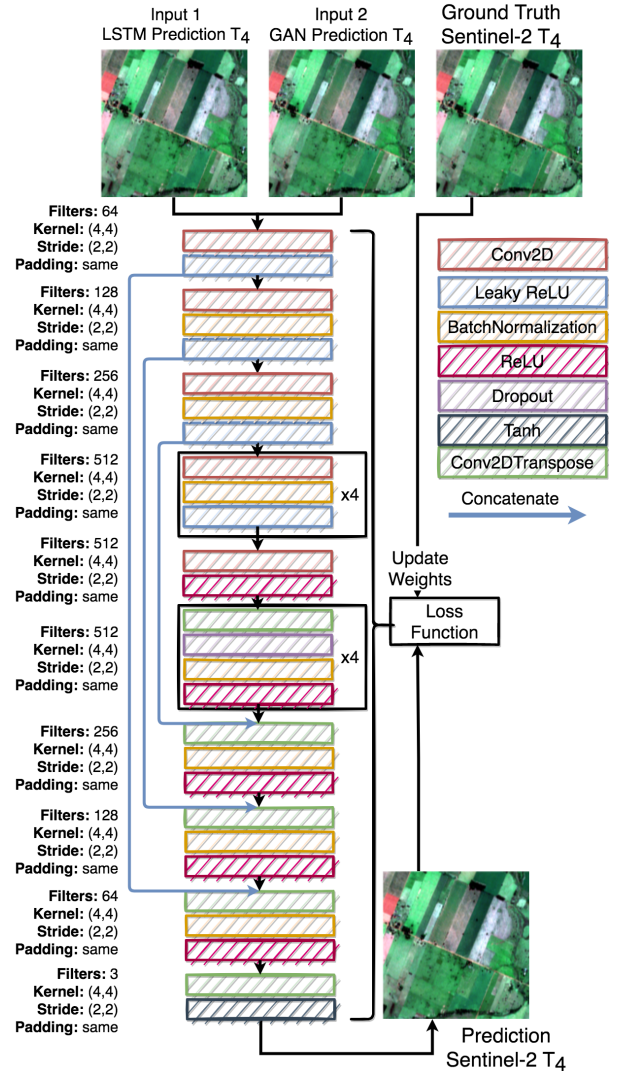 Input 1
LSTM Prediction T4
Input 2
GAN Prediction T4
Ground Truth
Sentinel-2 T4
Filters: 64
Kernel: (4,4)
Stride: (2,2)
Padding: same
Filters: 128
Kernel: (4,4)
Stride: (2,2)
Padding: same
Filters: 256
Kernel: (4,4)
Stride: (2,2)
Padding: same
Filters: 512
Kernel: (4,4)
Stride: (2,2)
Padding: same
x4
Filters: 512
Kernel: (4,4)
Stride: (2,2)
Padding: same
Filters: 512
Kernel: (4,4)
Stride: (2,2)
Padding: same
x4
Filters: 256
Kernel: (4,4)
Stride: (2,2)
Padding: same
Filters: 128
Kernel: (4,4)
Stride: (2,2)
Padding: same
Filters: 64
Kernel: (4,4)
Stride: (2,2)
Padding: same
Filters: 3
Kernel: (4,4)
Stride: (2,2)
Padding: same
Conv2D
Leaky ReLU
BatchNormalization
ReLU
Dropout
Tanh
Conv2DTranspose
Concatenate
Update
Weights
Loss
Function
Prediction
Sentinel-2 T4